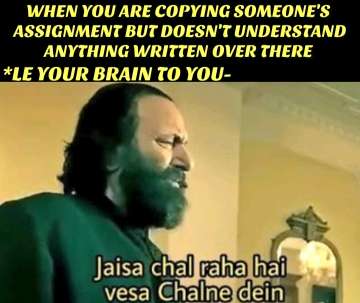 WHEN YOU ARE COPYING SOMEONE'S
ASSIGNMENT BUT DOESN'T UNDERSTAND
ANYTHING WRITTEN OVER THERE
*LE YOUR BRAIN TO YOU-
Jaisa chal raha hai
vesa Chalne dein